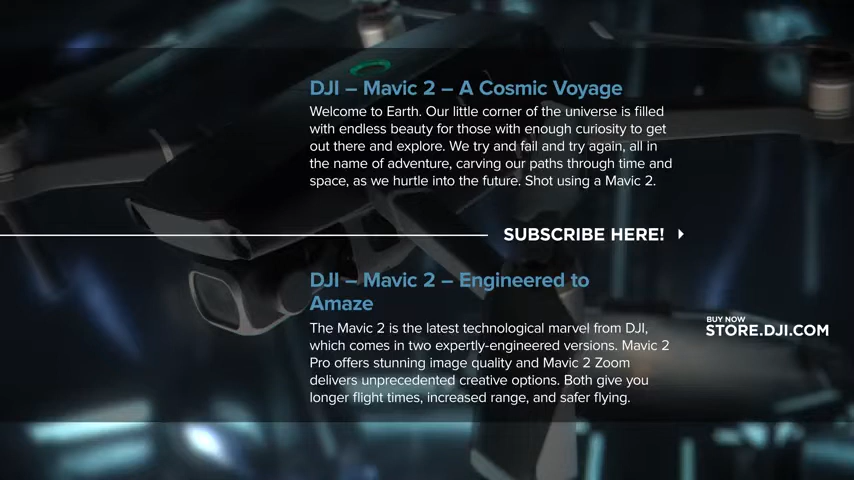 DJI – Mavic 2 – A Cosmic Voyage
Welcome to Earth. Our little corner of the universe is filled
with endless beauty for those with enough curiosity to get
out there and explore. We try and fail and try again, all in
the name of adventure, carving our paths through time and
space, as we hurtle into the future. Shot using a Mavic 2.
SUBSCRIBE HERE!
DJI – Mavic 2 – Engineered to
Amaze
The Mavic 2 is the latest technological marvel from DJI,
which comes in two expertly-engineered versions. Mavic 2
Pro offers stunning image quality and Mavic 2 Zoom
delivers unprecedented creative options. Both give you
longer flight times, increased range, and safer flying.
BUY NOW
STORE.DJI.COM